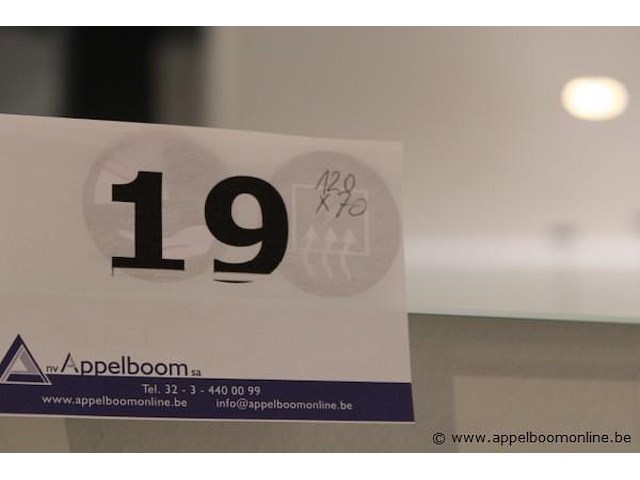 19
120
x70
nv Appelboom sa
Tel. 32 - 3 - 440 00 99
www.appelboomonline.be info@appelboomonline.be
© www.appelboomonline.be